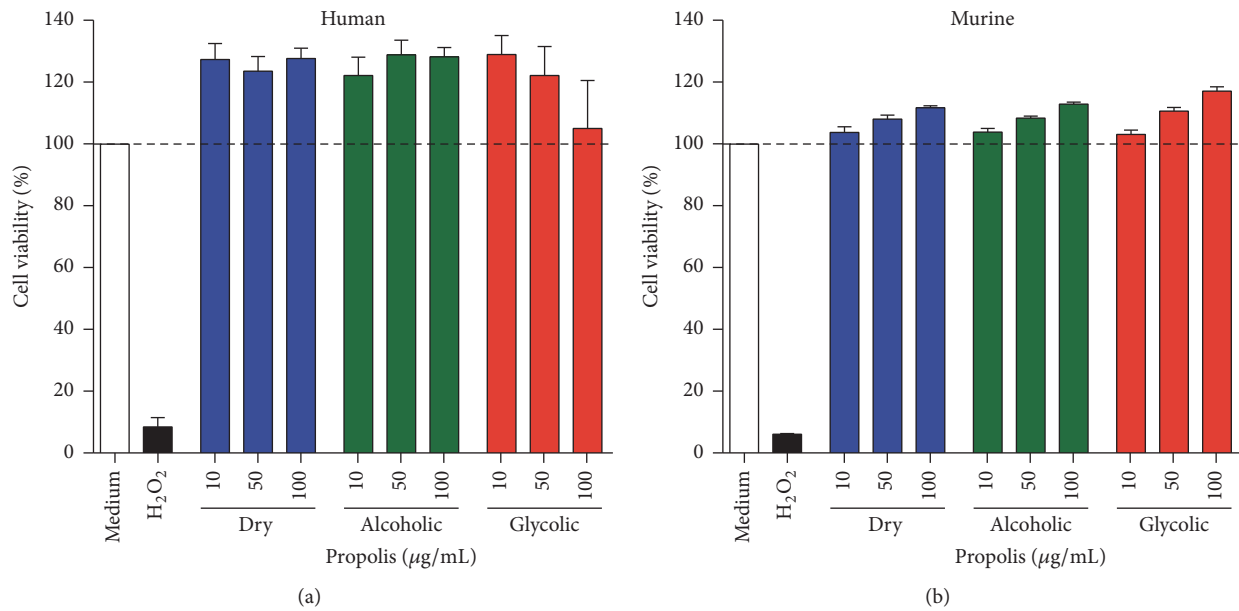 Human
140
120
100
80
60
40
20
0
Cell viability (%)
Medium
H₂O₂
10
50
100
10
50
100
10
50
100
Dry
Alcoholic
Glycolic
Propolis (μg/mL)
(a)
Murine
140
120
100
80
60
40
20
0
Cell viability (%)
Medium
H₂O₂
10
50
100
10
50
100
10
50
100
Dry
Alcoholic
Glycolic
Propolis (μg/mL)
(b)